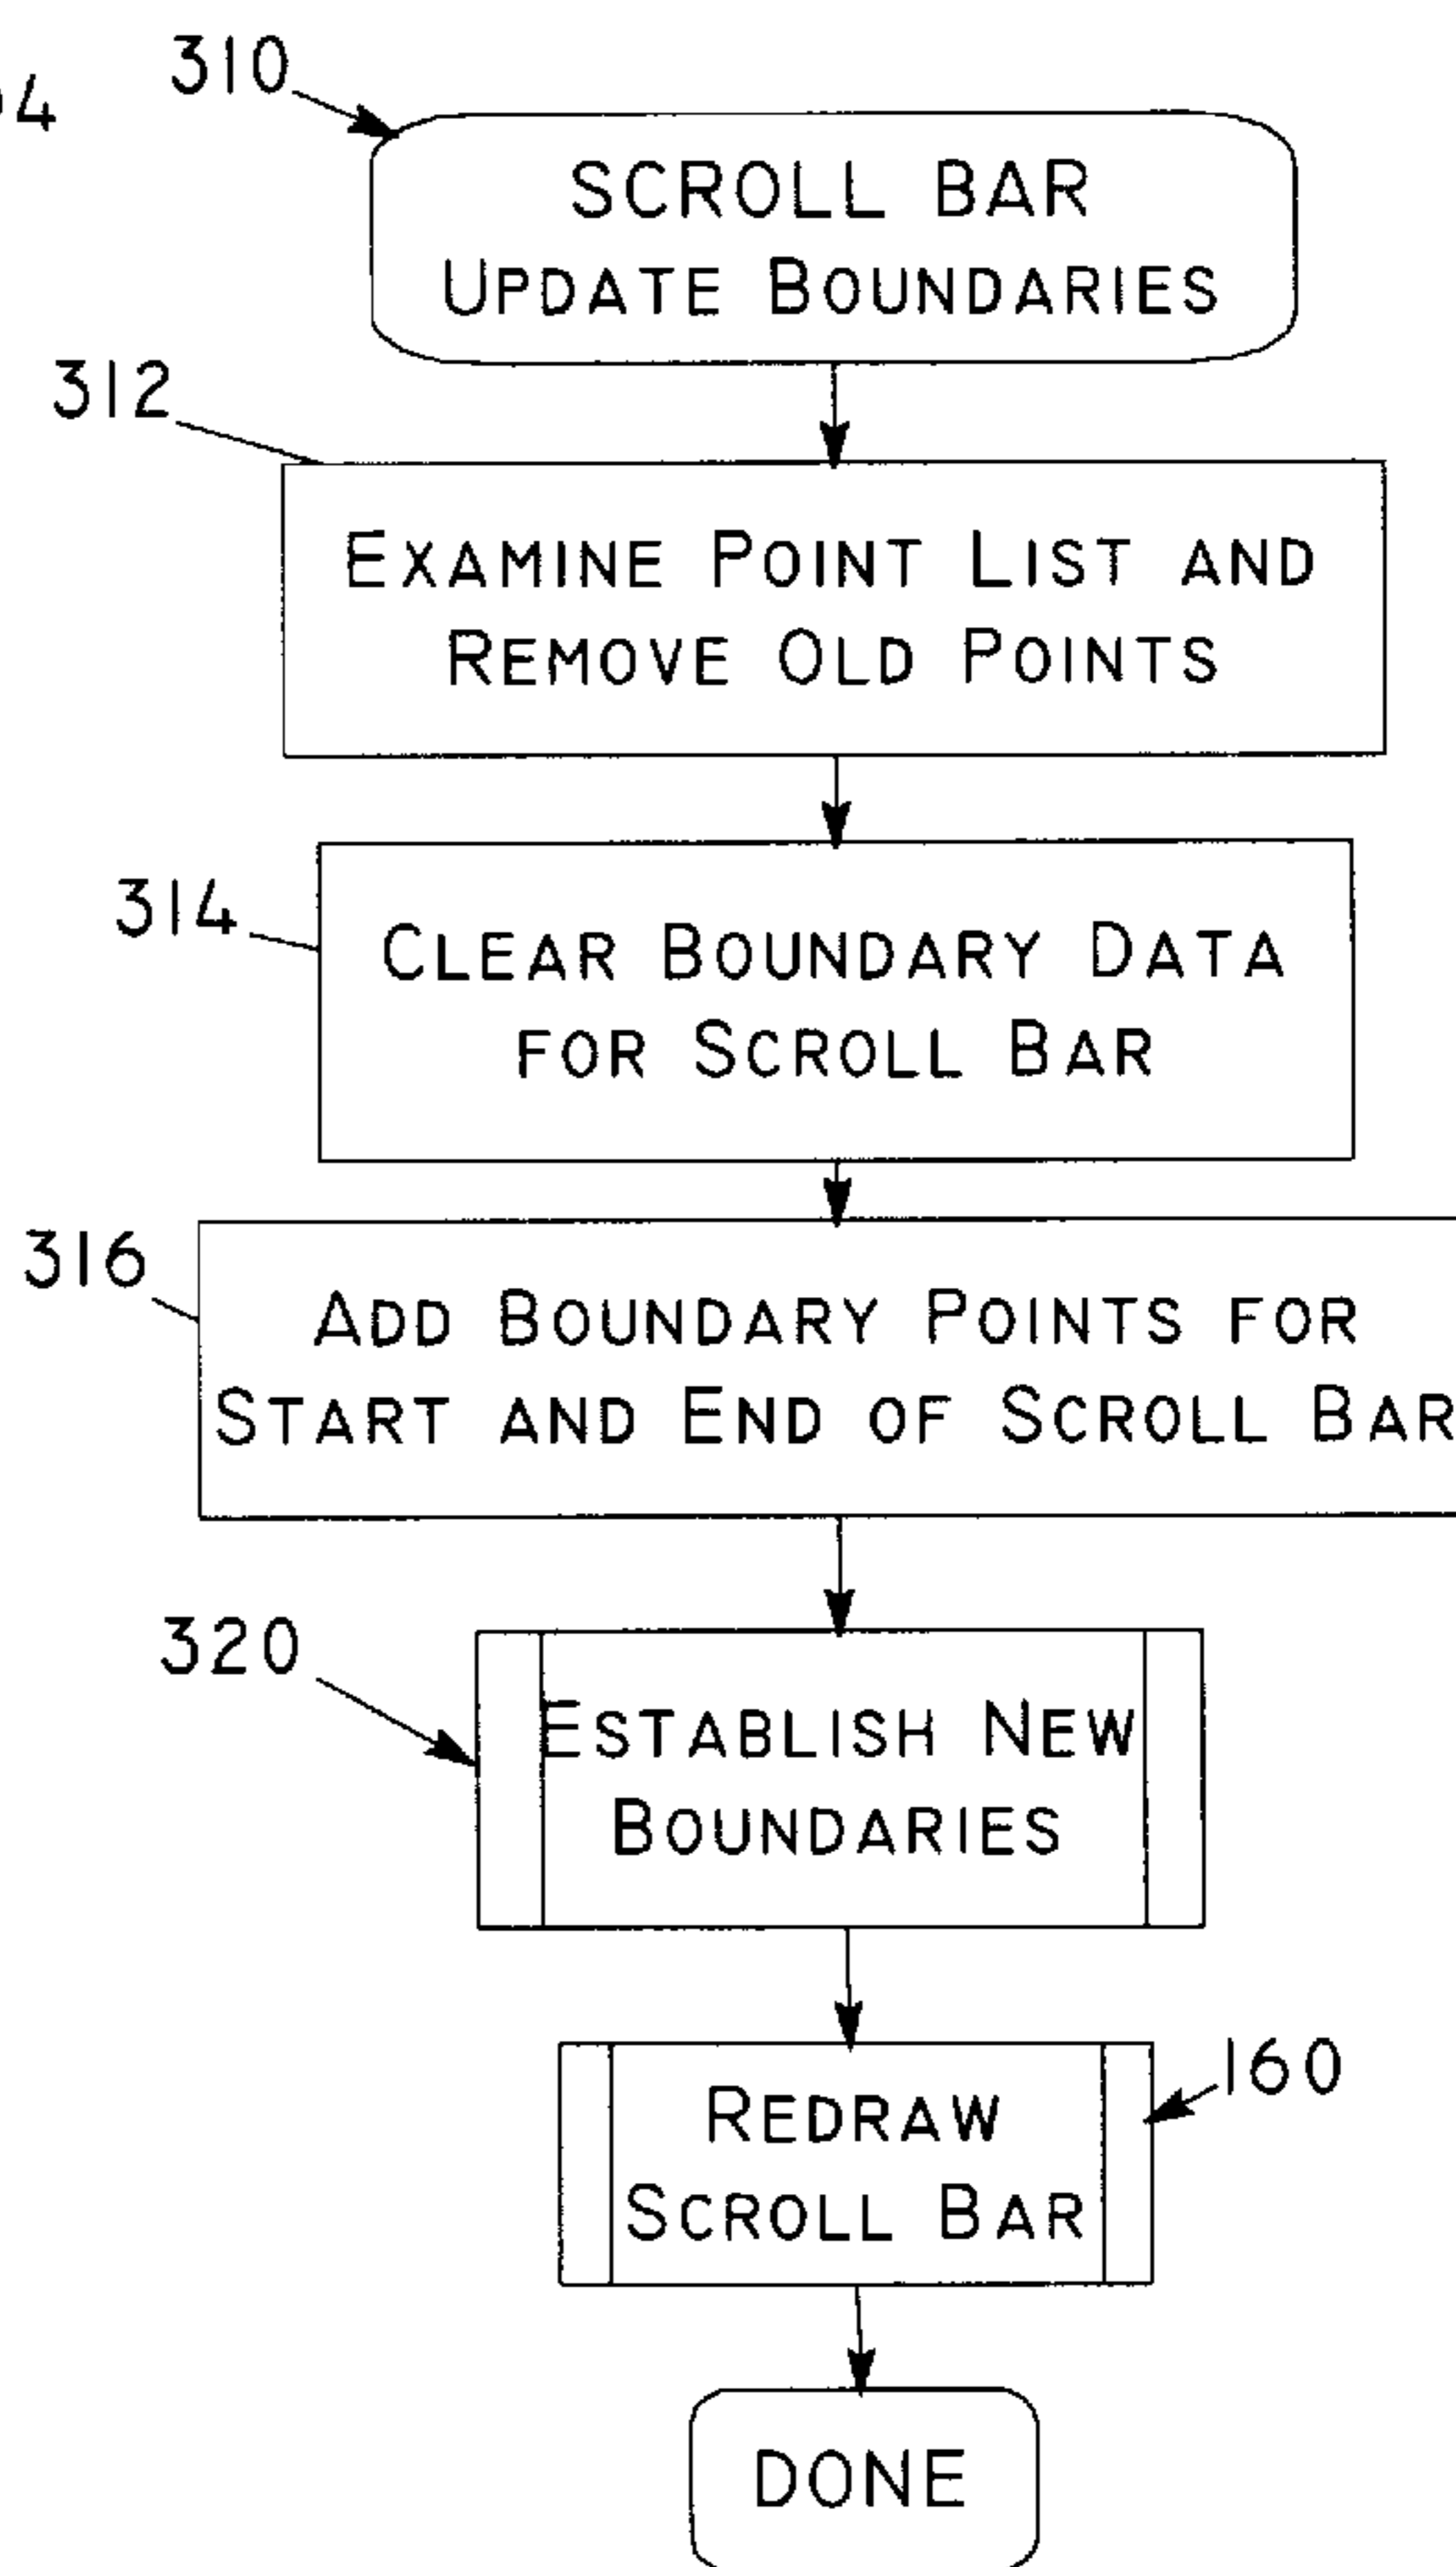 310
SCROLL BAR
UPDATE BOUNDARIES
312
EXAMINE POINT LIST AND
REMOVE OLD POINTS
314
CLEAR BOUNDARY DATA
FOR SCROLL BAR
316
ADD BOUNDARY POINTS FOR
START AND END OF SCROLL BAR
320
ESTABLISH NEW
BOUNDARIES
160
REDRAW
SCROLL BAR
DONE